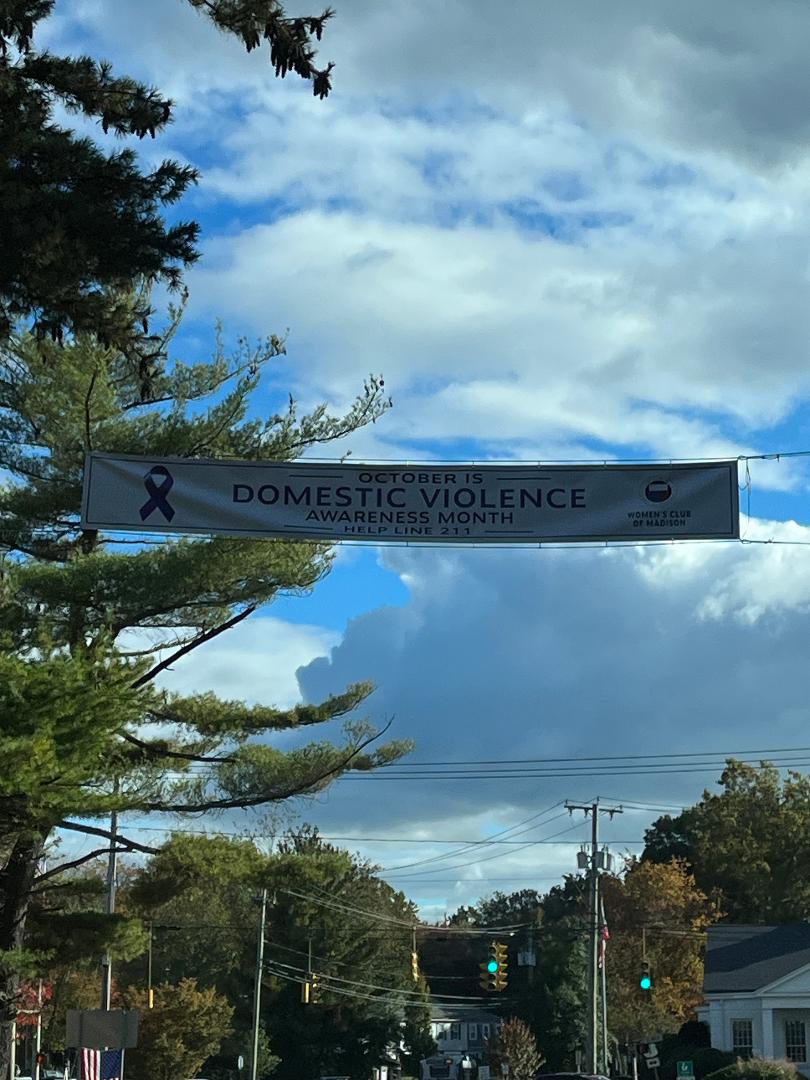 OCTOBER IS
DOMESTIC VIOLENCE
AWARENESS MONTH
HELP LINE 211
WOMEN'S CLUB
OF MADISON